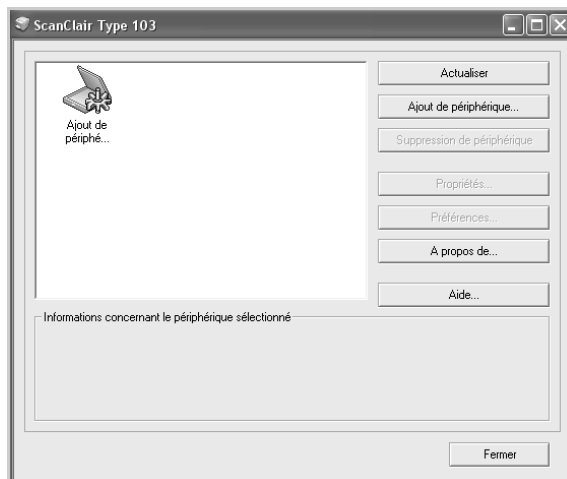 ScanClair Type 103
Ajout de
périphé...
Actualiser
Ajout de périphérique...
Suppression de périphérique
Propriétés...
Préférences...
A propos de...
Aide...
Informations concernant le périphérique sélectionné
Fermer